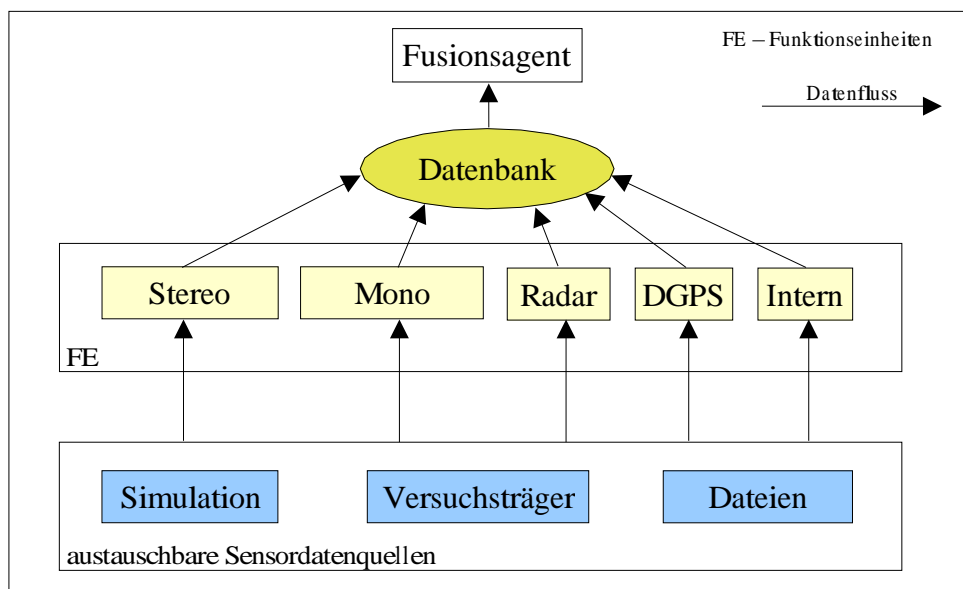 FE – Funktionseinheiten
Fusionsagent
Datenfluss
Datenbank
Stereo
Mono
Radar
DGPS
Intern
FE
Simulation
Versuchsträger
Dateien
austauschbare Sensordatenquellen